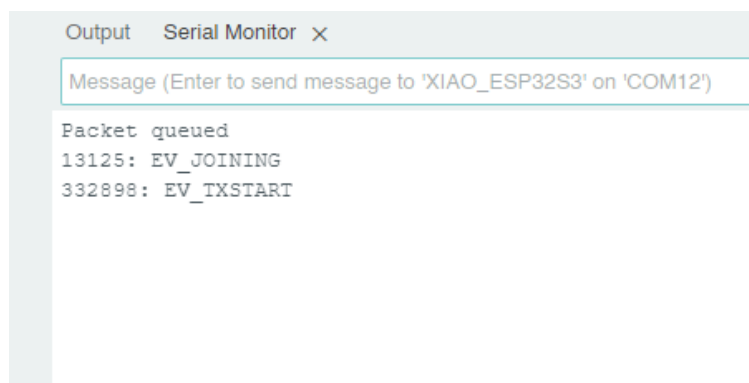 Output Serial Monitor ×
Message (Enter to send message to 'XIAO_ESP32S3' on 'COM12')
Packet queued
13125: EV_JOINING
332898: EV_TXSTART